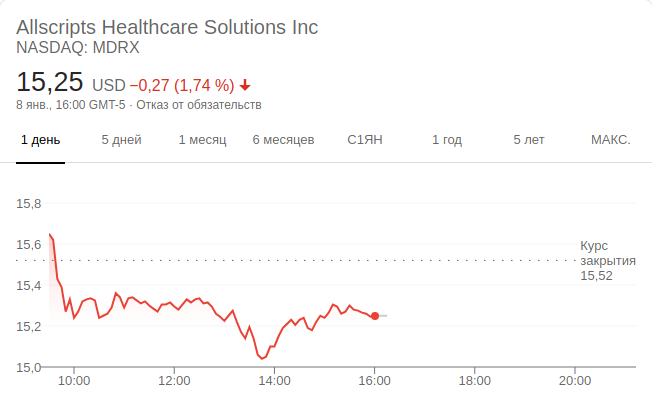 Allscripts Healthcare Solutions Inc
NASDAQ: MDRX
15,25 USD −0,27 (1,74 %)
8 янв., 16:00 GMT-5 · Отказ от обязательств
1 день 5 дней 1 месяц 6 месяцев С1ЯН 1 год 5 лет МАКС.
15,8
15,6
Курс
закрытия
15,52
15,4
15,2
15,0
10:00 12:00 14:00 16:00 18:00 20:00